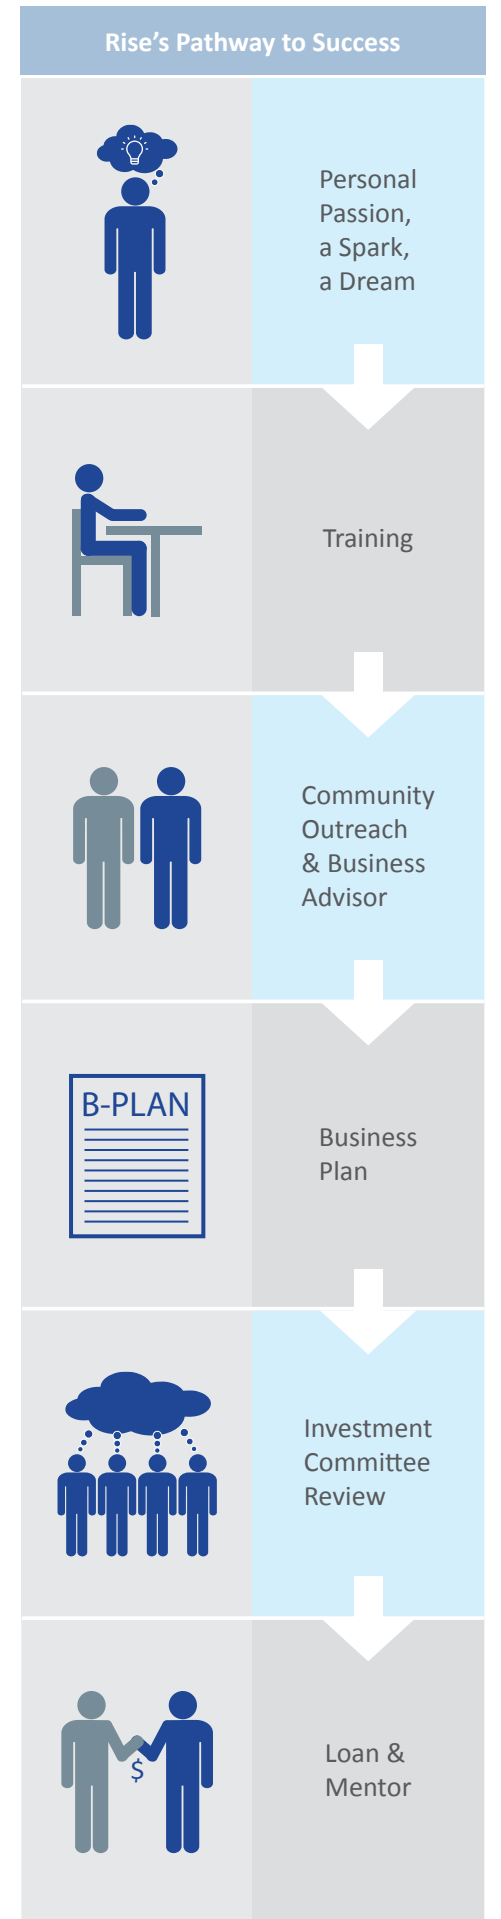 Rise’s Pathway to Success
Personal
Passion,
a Spark,
a Dream
Training
Community
Outreach
& Business
Advisor
B-PLAN
Business
Plan
Investment
Committee
Review
$
Loan &
Mentor